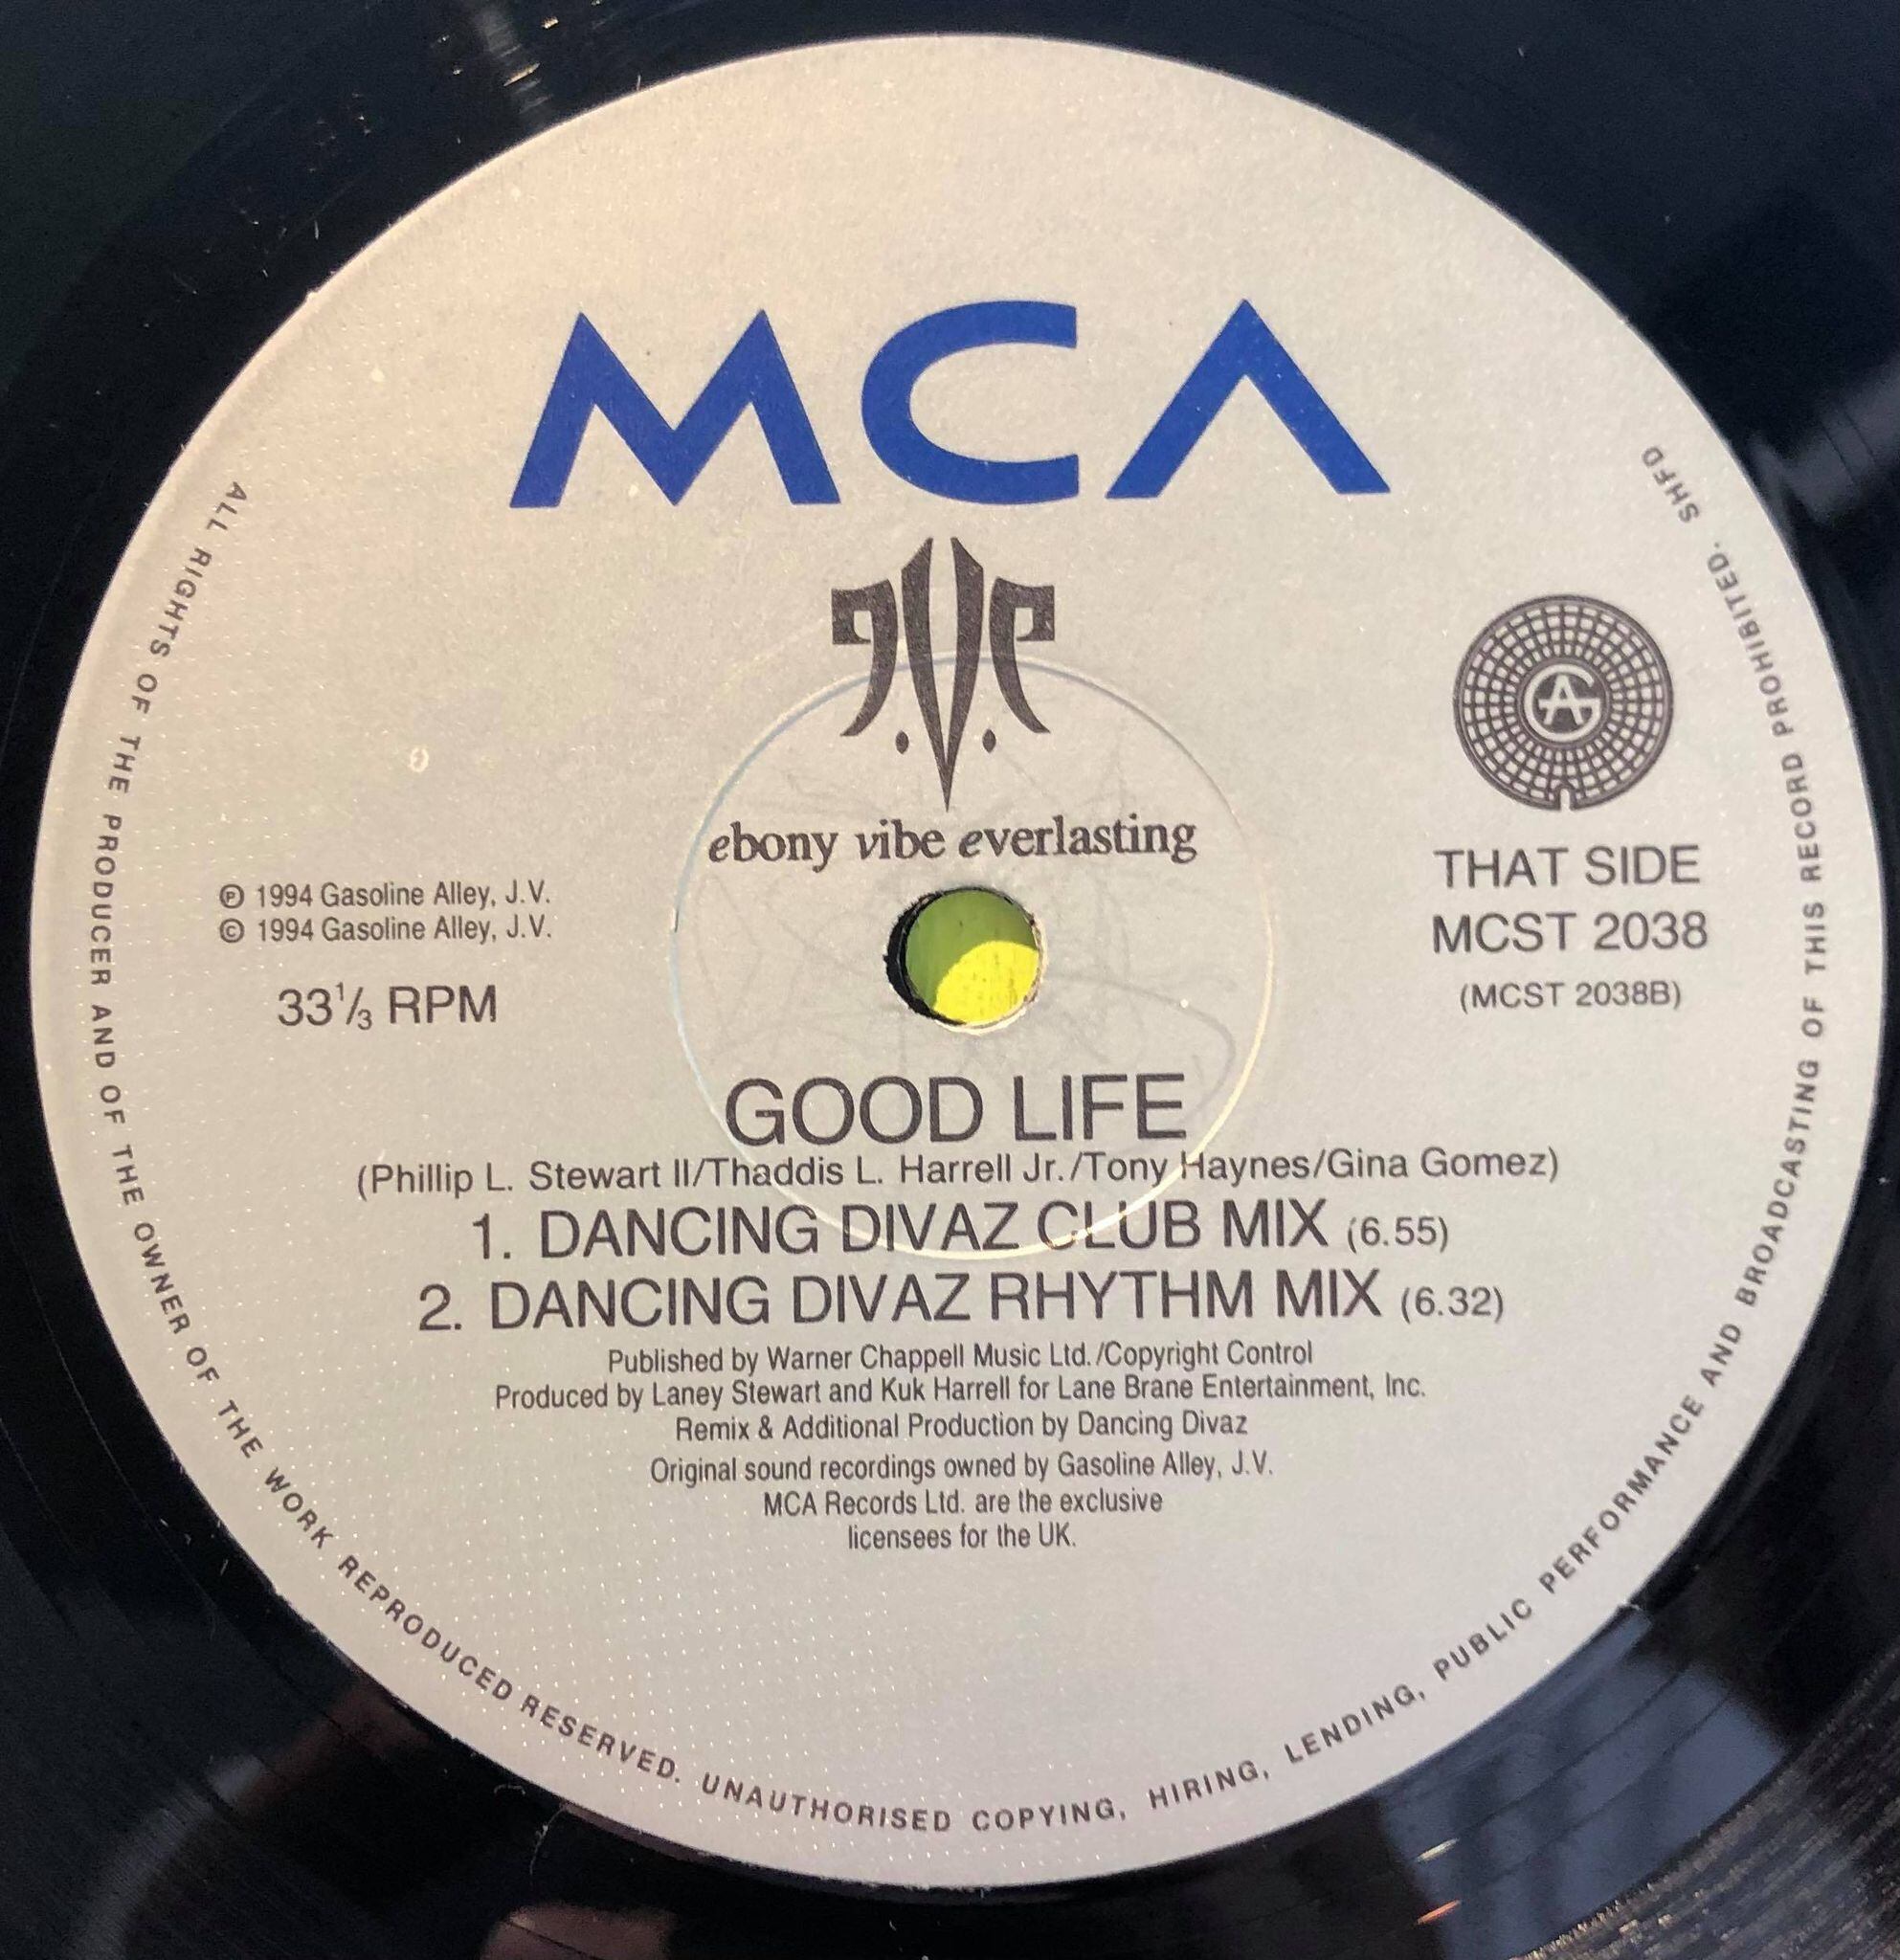 MCA
e.V.e
ebony vibe everlasting
AG
THAT SIDE
MCST 2038
(MCST 2038B)
℗ 1994 Gasoline Alley, J.V.
© 1994 Gasoline Alley, J.V.
33⅓ RPM
GOOD LIFE
(Phillip L. Stewart II/Thaddis L. Harrell Jr./Tony Haynes/Gina Gomez)
1. DANCING DIVAZ CLUB MIX (6.55)
2. DANCING DIVAZ RHYTHM MIX (6.32)
Published by Warner Chappell Music Ltd./Copyright Control
Produced by Laney Stewart and Kuk Harrell for Lane Brane Entertainment, Inc.
Remix & Additional Production by Dancing Divaz
Original sound recordings owned by Gasoline Alley, J.V.
MCA Records Ltd. are the exclusive
licensees for the UK.
ALL RIGHTS OF THE PRODUCER AND OF THE OWNER OF THE WORK REPRODUCED RESERVED. UNAUTHORISED COPYING, HIRING, LENDING, PUBLIC PERFORMANCE AND BROADCASTING OF THIS RECORD PROHIBITED. SHFD